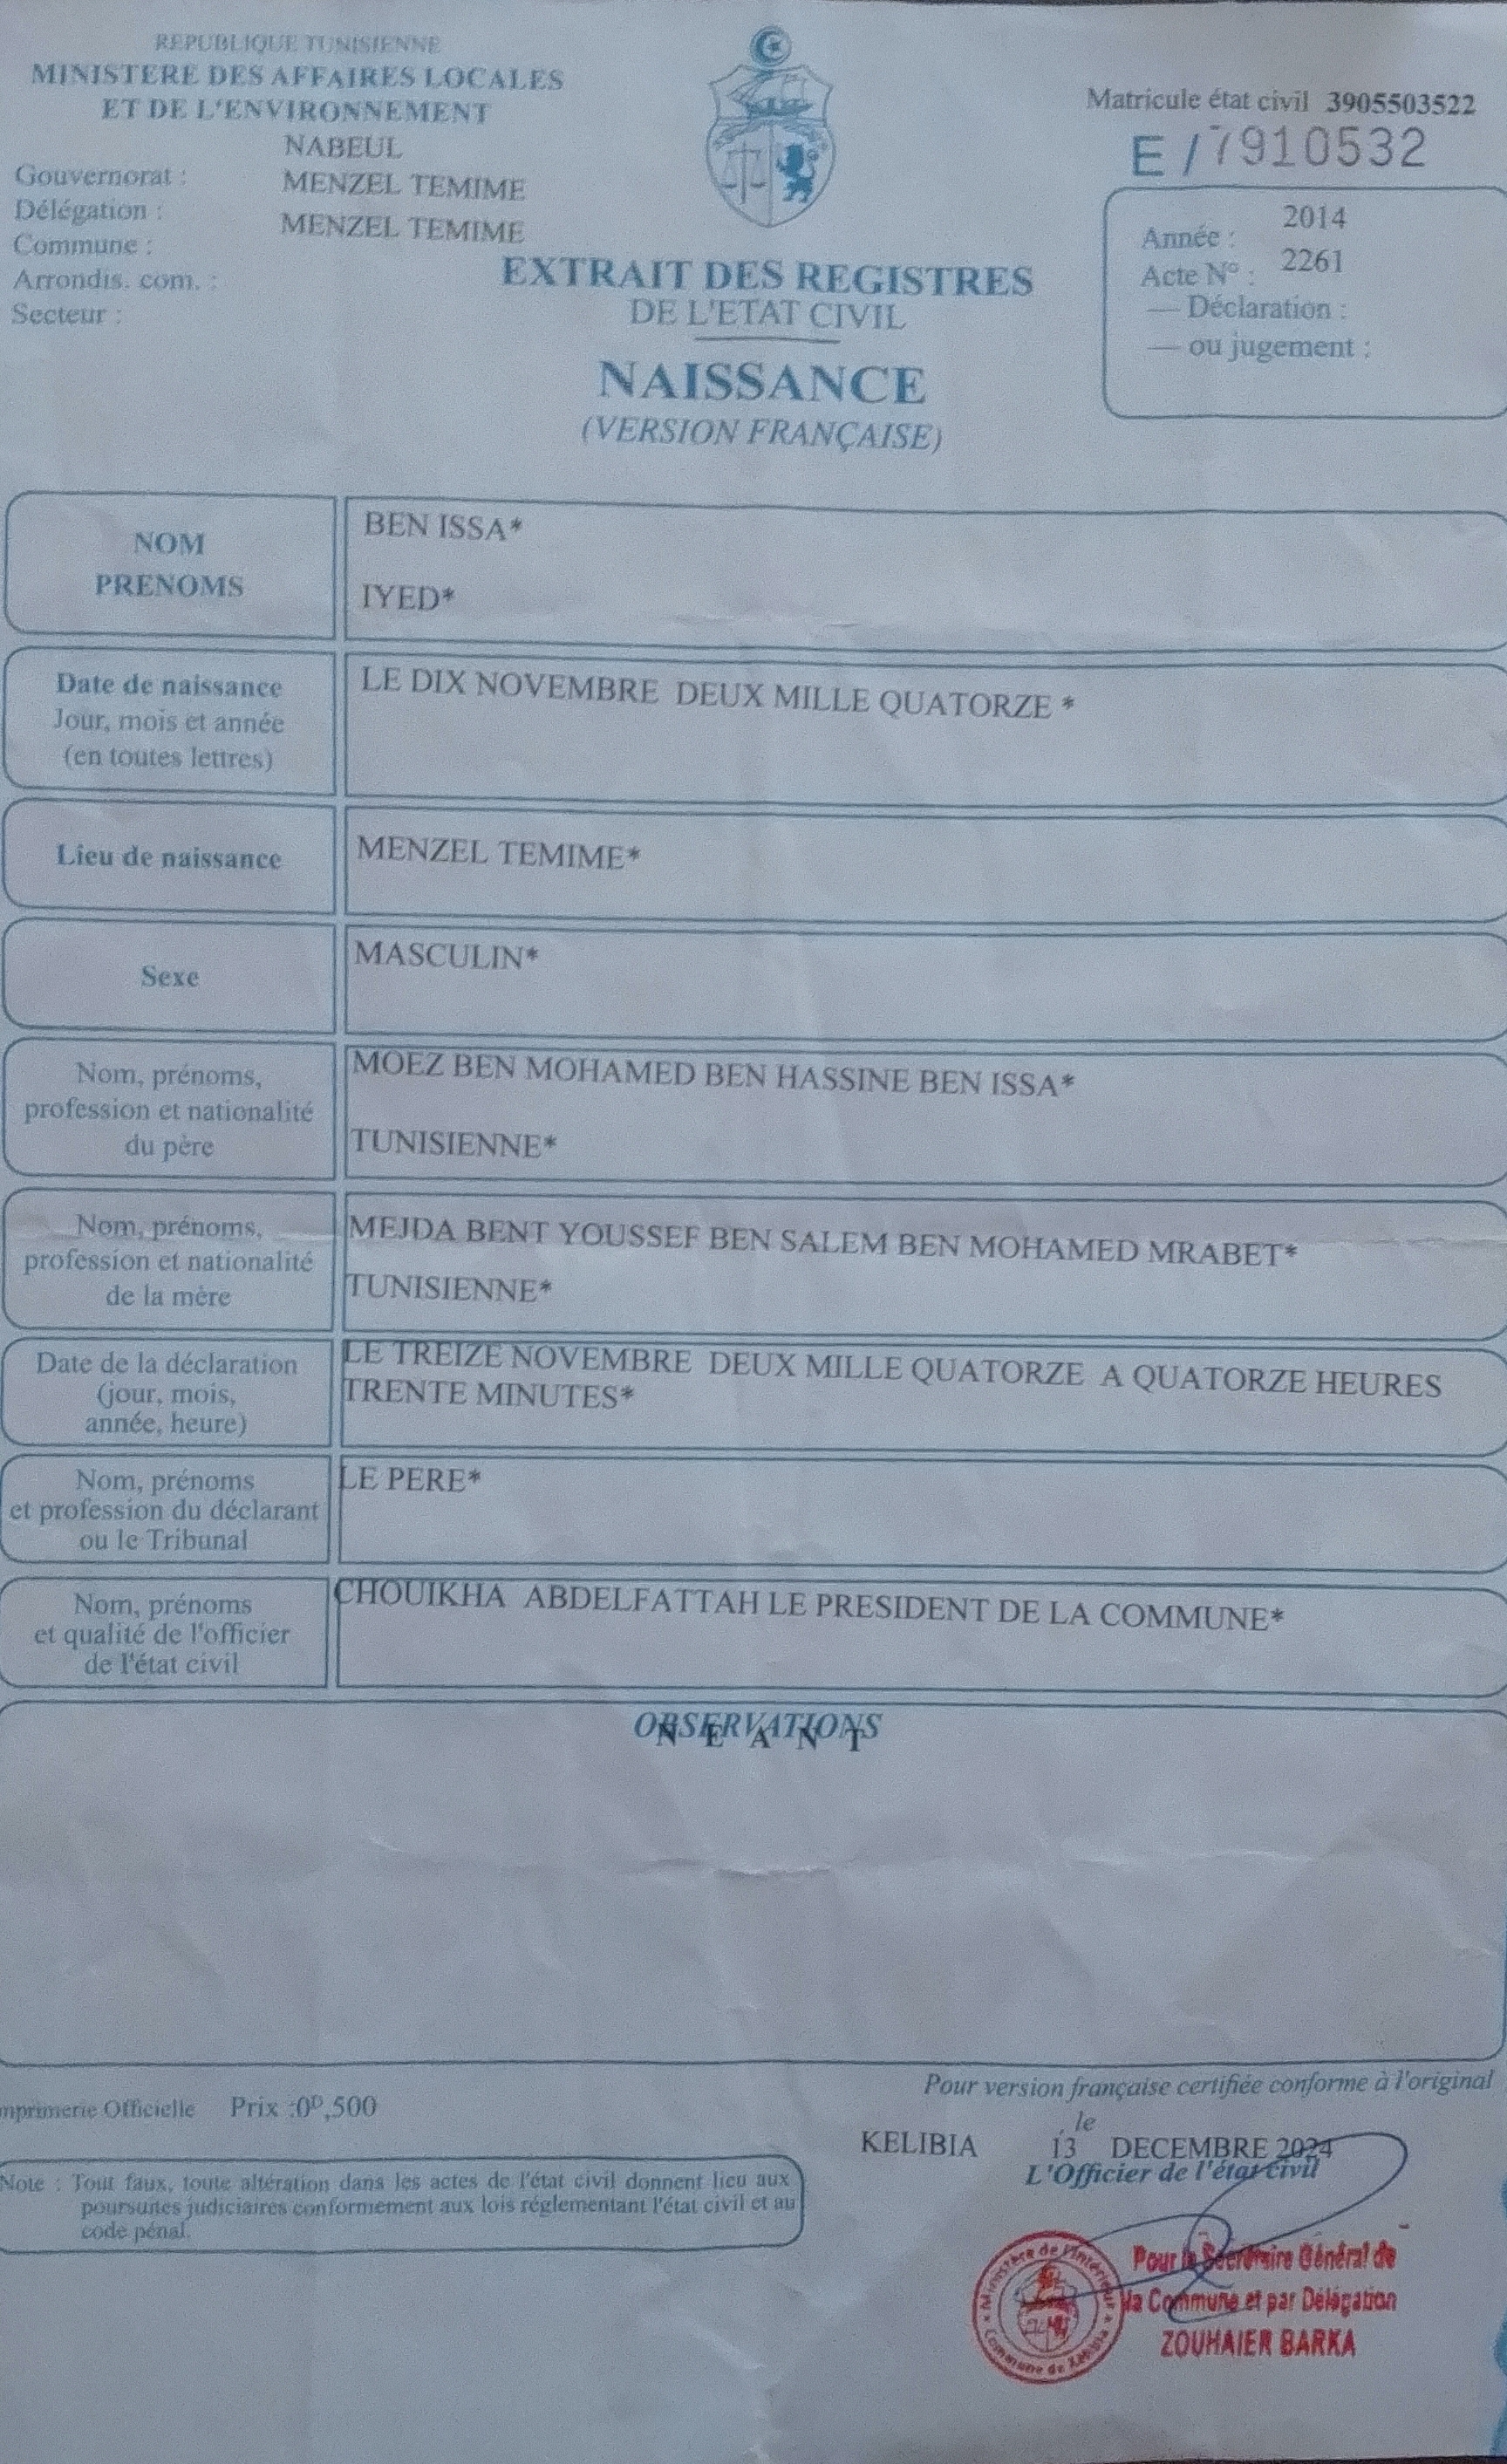 REPUBLIQUE TUNISIENNE
MINISTERE DES AFFAIRES LOCALES
ET DE L'ENVIRONNEMENT
NABEUL
Gouvernorat :
MENZEL TEMIME
Délégation :
MENZEL TEMIME
Commune :
Arrondis. com. :
Secteur :
Matricule état civil 3905503522
E / 7910532
Année : 2014
Acte N° : 2261
— Déclaration :
— ou jugement :
EXTRAIT DES REGISTRES
DE L'ETAT CIVIL
NAISSANCE
(VERSION FRANÇAISE)
NOM
PRENOMS
BEN ISSA*
IYED*
Date de naissance
Jour, mois et année
(en toutes lettres)
LE DIX NOVEMBRE DEUX MILLE QUATORZE *
Lieu de naissance
MENZEL TEMIME*
Sexe
MASCULIN*
Nom, prénoms,
profession et nationalité
du père
MOEZ BEN MOHAMED BEN HASSINE BEN ISSA*
TUNISIENNE*
Nom, prénoms,
profession et nationalité
de la mère
MEJDA BENT YOUSSEF BEN SALEM BEN MOHAMED MRABET*
TUNISIENNE*
Date de la déclaration
(jour, mois,
année, heure)
LE TREIZE NOVEMBRE DEUX MILLE QUATORZE A QUATORZE HEURES
TRENTE MINUTES*
Nom, prénoms
et profession du déclarant
ou le Tribunal
LE PERE*
Nom, prénoms
et qualité de l'officier
de l'état civil
CHOUIKHA ABDELFATTAH LE PRESIDENT DE LA COMMUNE*
OBSERVATIONS
N E A N T
Pour version française certifiée conforme à l'original
mprimerie Officielle Prix :0ᴰ,500
le
KELIBIA 13 DECEMBRE 2024
L'Officier de l'état civil
Note : Tout faux, toute altération dans les actes de l'état civil donnent lieu aux
poursuites judiciaires conformement aux lois réglementant l'état civil et au
code pénal.
Ministère de l'Intérieur
Commune de Kélibia
Pour le Secrétaire Général de
la Commune et par Délégation
ZOUHAIER BARKA